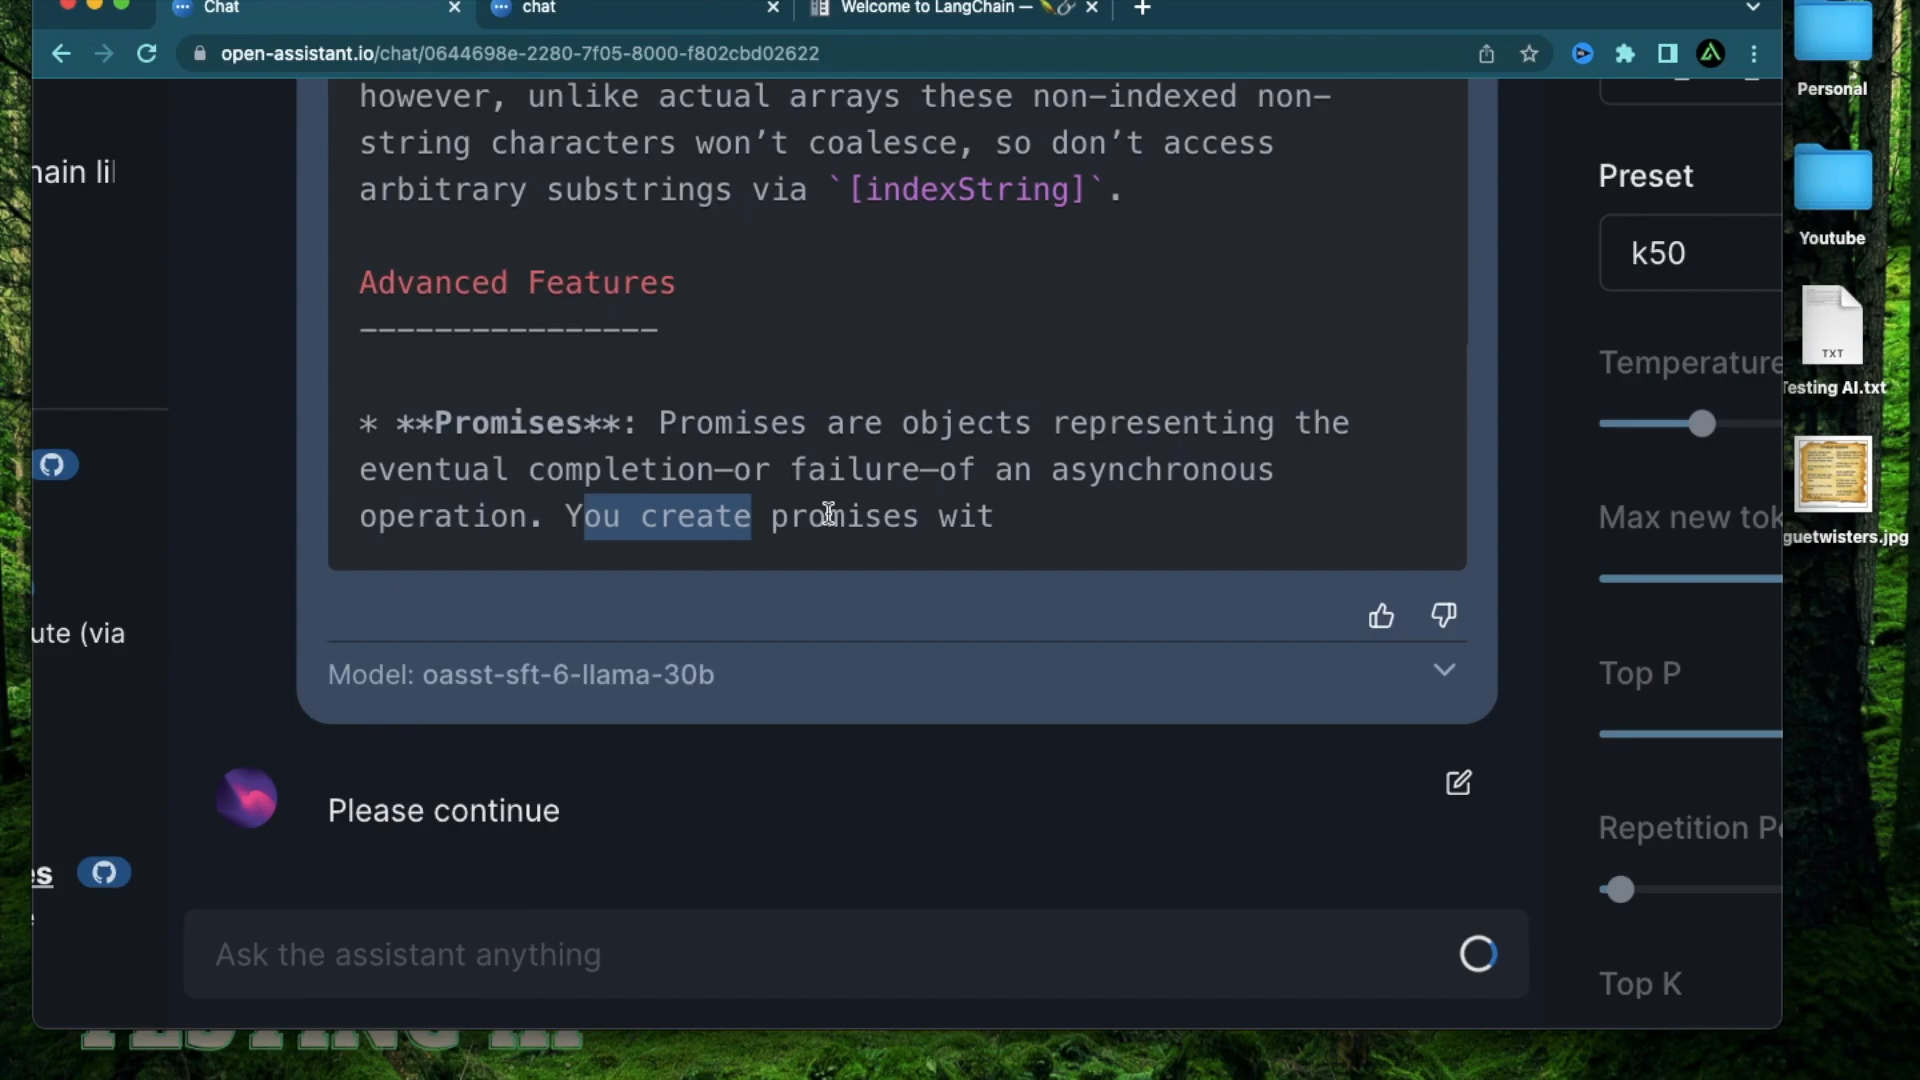 Chat
chat
Welcome to LangChain —
open-assistant.io/chat/0644698e-2280-7f05-8000-f802cbd02622
Personal
however, unlike actual arrays these non-indexed non-
string characters won’t coalesce, so don’t access
arbitrary substrings via `[indexString]`.
hain li
Preset
k50
Youtube
Advanced Features
----------------
TXT
Testing AI.txt
Temperature
* **Promises**: Promises are objects representing the
eventual completion—or failure—of an asynchronous
operation. You create promises wit
Max new tok
guetwisters.jpg
ute (via
Model: oasst-sft-6-llama-30b
Top P
Please continue
Repetition Pe
es
Ask the assistant anything
Top K